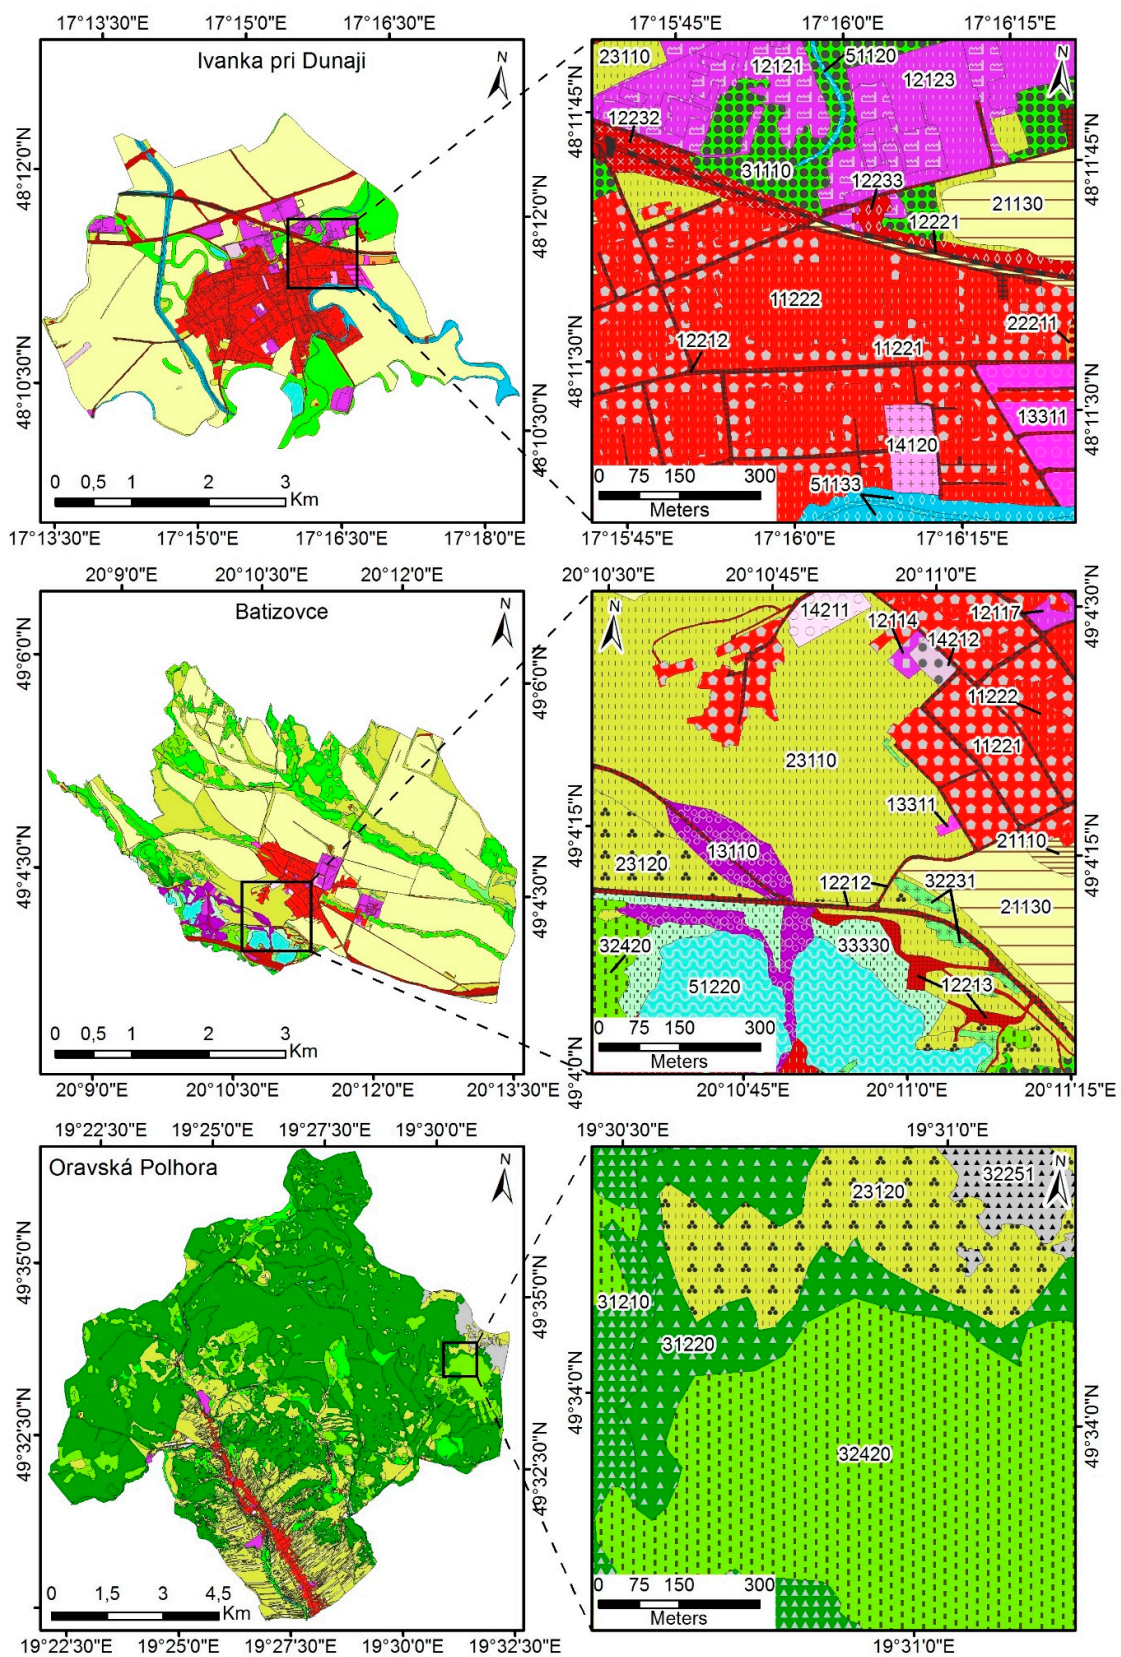 17°13'30"E 17°15'0"E 17°16'30"E
Ivanka pri Dunaji
N
48°12'0"N
48°10'30"N
48°12'0"N
48°10'30"N
0 0,5 1 2 3
Km
17°13'30"E 17°15'0"E 17°16'30"E 17°18'0"E
17°15'45"E 17°16'0"E 17°16'15"E
23110
12121
51120
12123
N
12232
31110
12233
21130
12221
11222
22211
12212
11221
13311
14120
51133
48°11'45"N
48°11'30"N
48°11'45"N
48°11'30"N
0 75 150 300
Meters
17°15'45"E 17°16'0"E 17°16'15"E
20°9'0"E 20°10'30"E 20°12'0"E
Batizovce
N
49°6'0"N
49°4'30"N
49°6'0"N
49°4'30"N
0 0,5 1 2 3
Km
20°9'0"E 20°10'30"E 20°12'0"E 20°13'30"E
20°10'30"E 20°10'45"E 20°11'0"E
N
14211
12114
12117
14212
11222
11221
23110
13311
21110
13110
23120
12212
32231
21130
32420
33330
51220
12213
49°4'15"N
49°4'0"N
49°4'30"N
49°4'15"N
0 75 150 300
Meters
20°10'45"E 20°11'0"E 20°11'15"E
19°22'30"E 19°25'0"E 19°27'30"E 19°30'0"E
Oravská Polhora
N
49°35'0"N
49°32'30"N
49°35'0"N
49°32'30"N
0 1,5 3 4,5
Km
19°22'30"E 19°25'0"E 19°27'30"E 19°30'0"E 19°32'30"E
19°30'30"E 19°31'0"E
N
32251
23120
31210
31220
32420
49°34'0"N
49°34'0"N
0 75 150 300
Meters
19°31'0"E